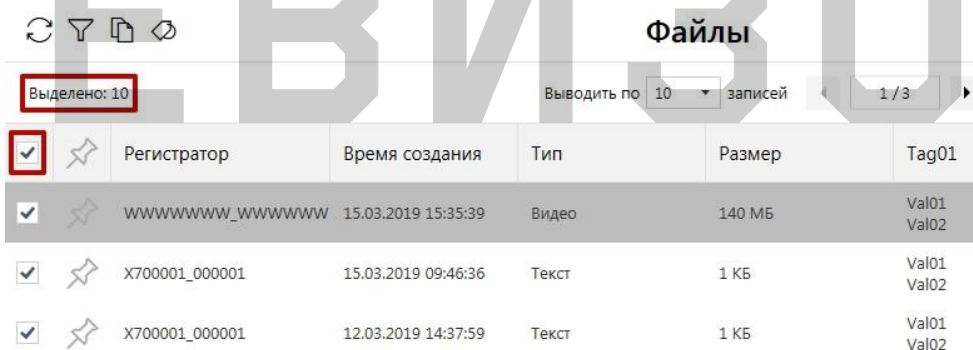 Файлы
Выделено: 10 Выводить по 10 записей 1 / 3
Регистратор Время создания Тип Размер Tag01
WWWWWWW_WWWWWW 15.03.2019 15:35:39 Видео 140 МБ Val01
Val02
X700001_000001 15.03.2019 09:46:36 Текст 1 КБ Val01
Val02
X700001_000001 12.03.2019 14:37:59 Текст 1 КБ Val01
Val02